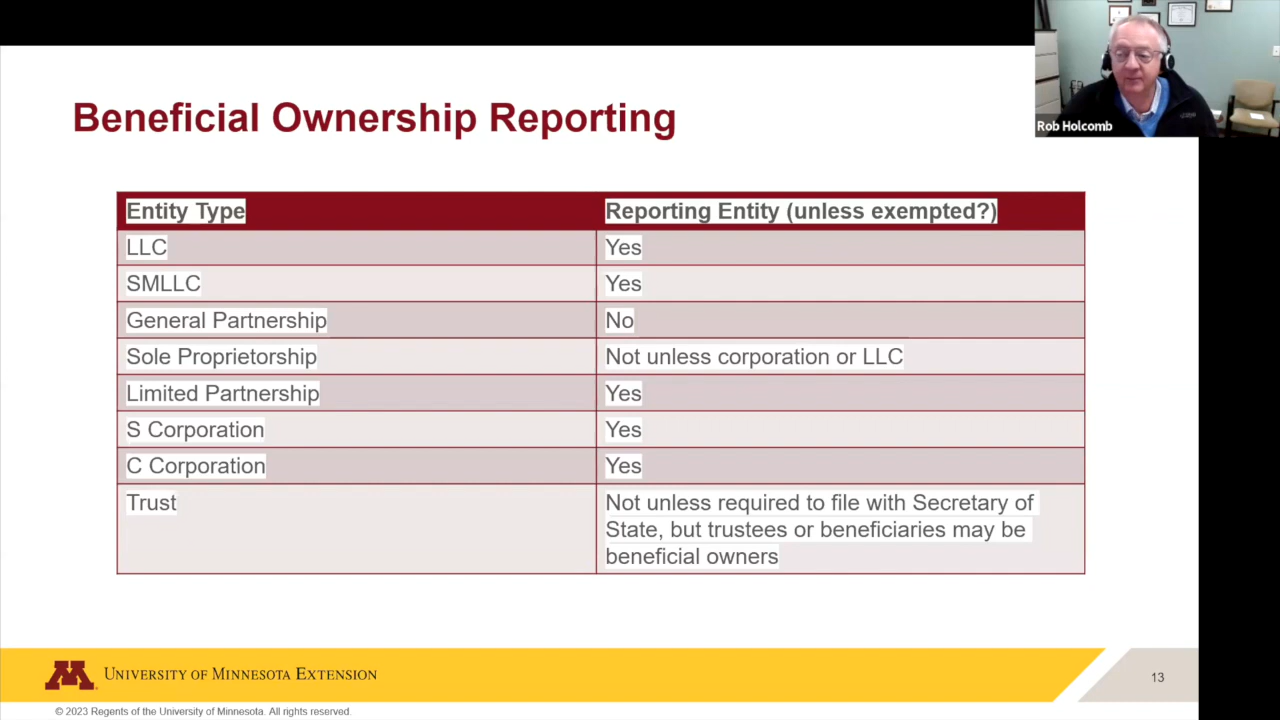 Beneficial Ownership Reporting
Rob Holcomb
Entity Type Reporting Entity (unless exempted?)
LLC Yes
SMLLC Yes
General Partnership No
Sole Proprietorship Not unless corporation or LLC
Limited Partnership Yes
S Corporation Yes
C Corporation Yes
Trust Not unless required to file with Secretary of
State, but trustees or beneficiaries may be
beneficial owners
M University of Minnesota Extension
13
© 2023 Regents of the University of Minnesota. All rights reserved.